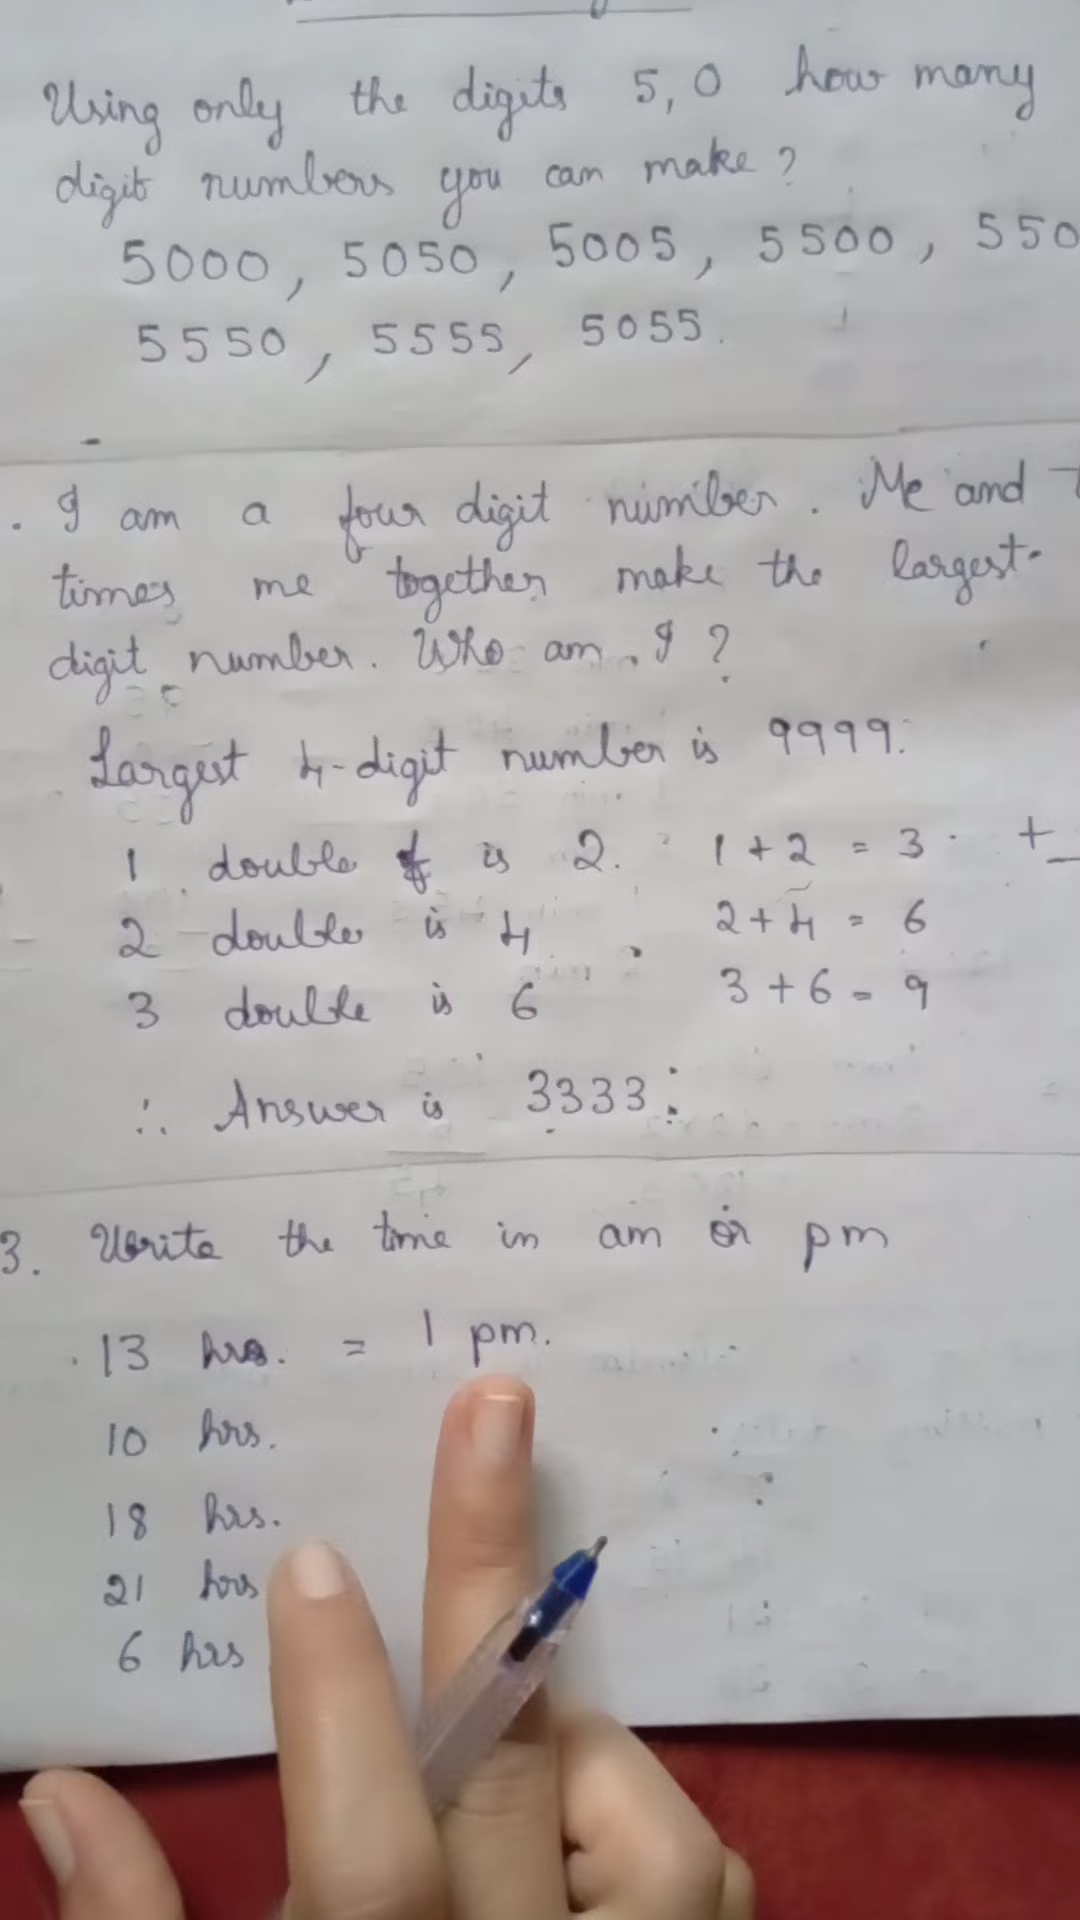 Using only the digits 5,0 how many
digit numbers you can make?
5000, 5050, 5005, 5500, 550
5550, 5555, 5055.
. I am a four digit number. Me and
times me together make the largest
digit number. Who am I?
Largest 4-digit number is 9999.
1 double is 2. 1 + 2 = 3 . +
2 double is 4 2 + 4 = 6
3 double is 6 3 + 6 = 9
∴ Answer is 3333.
3. Write the time in am or pm
13 hrs. = 1 pm.
10 hrs.
18 hrs.
21 hrs
6 hrs